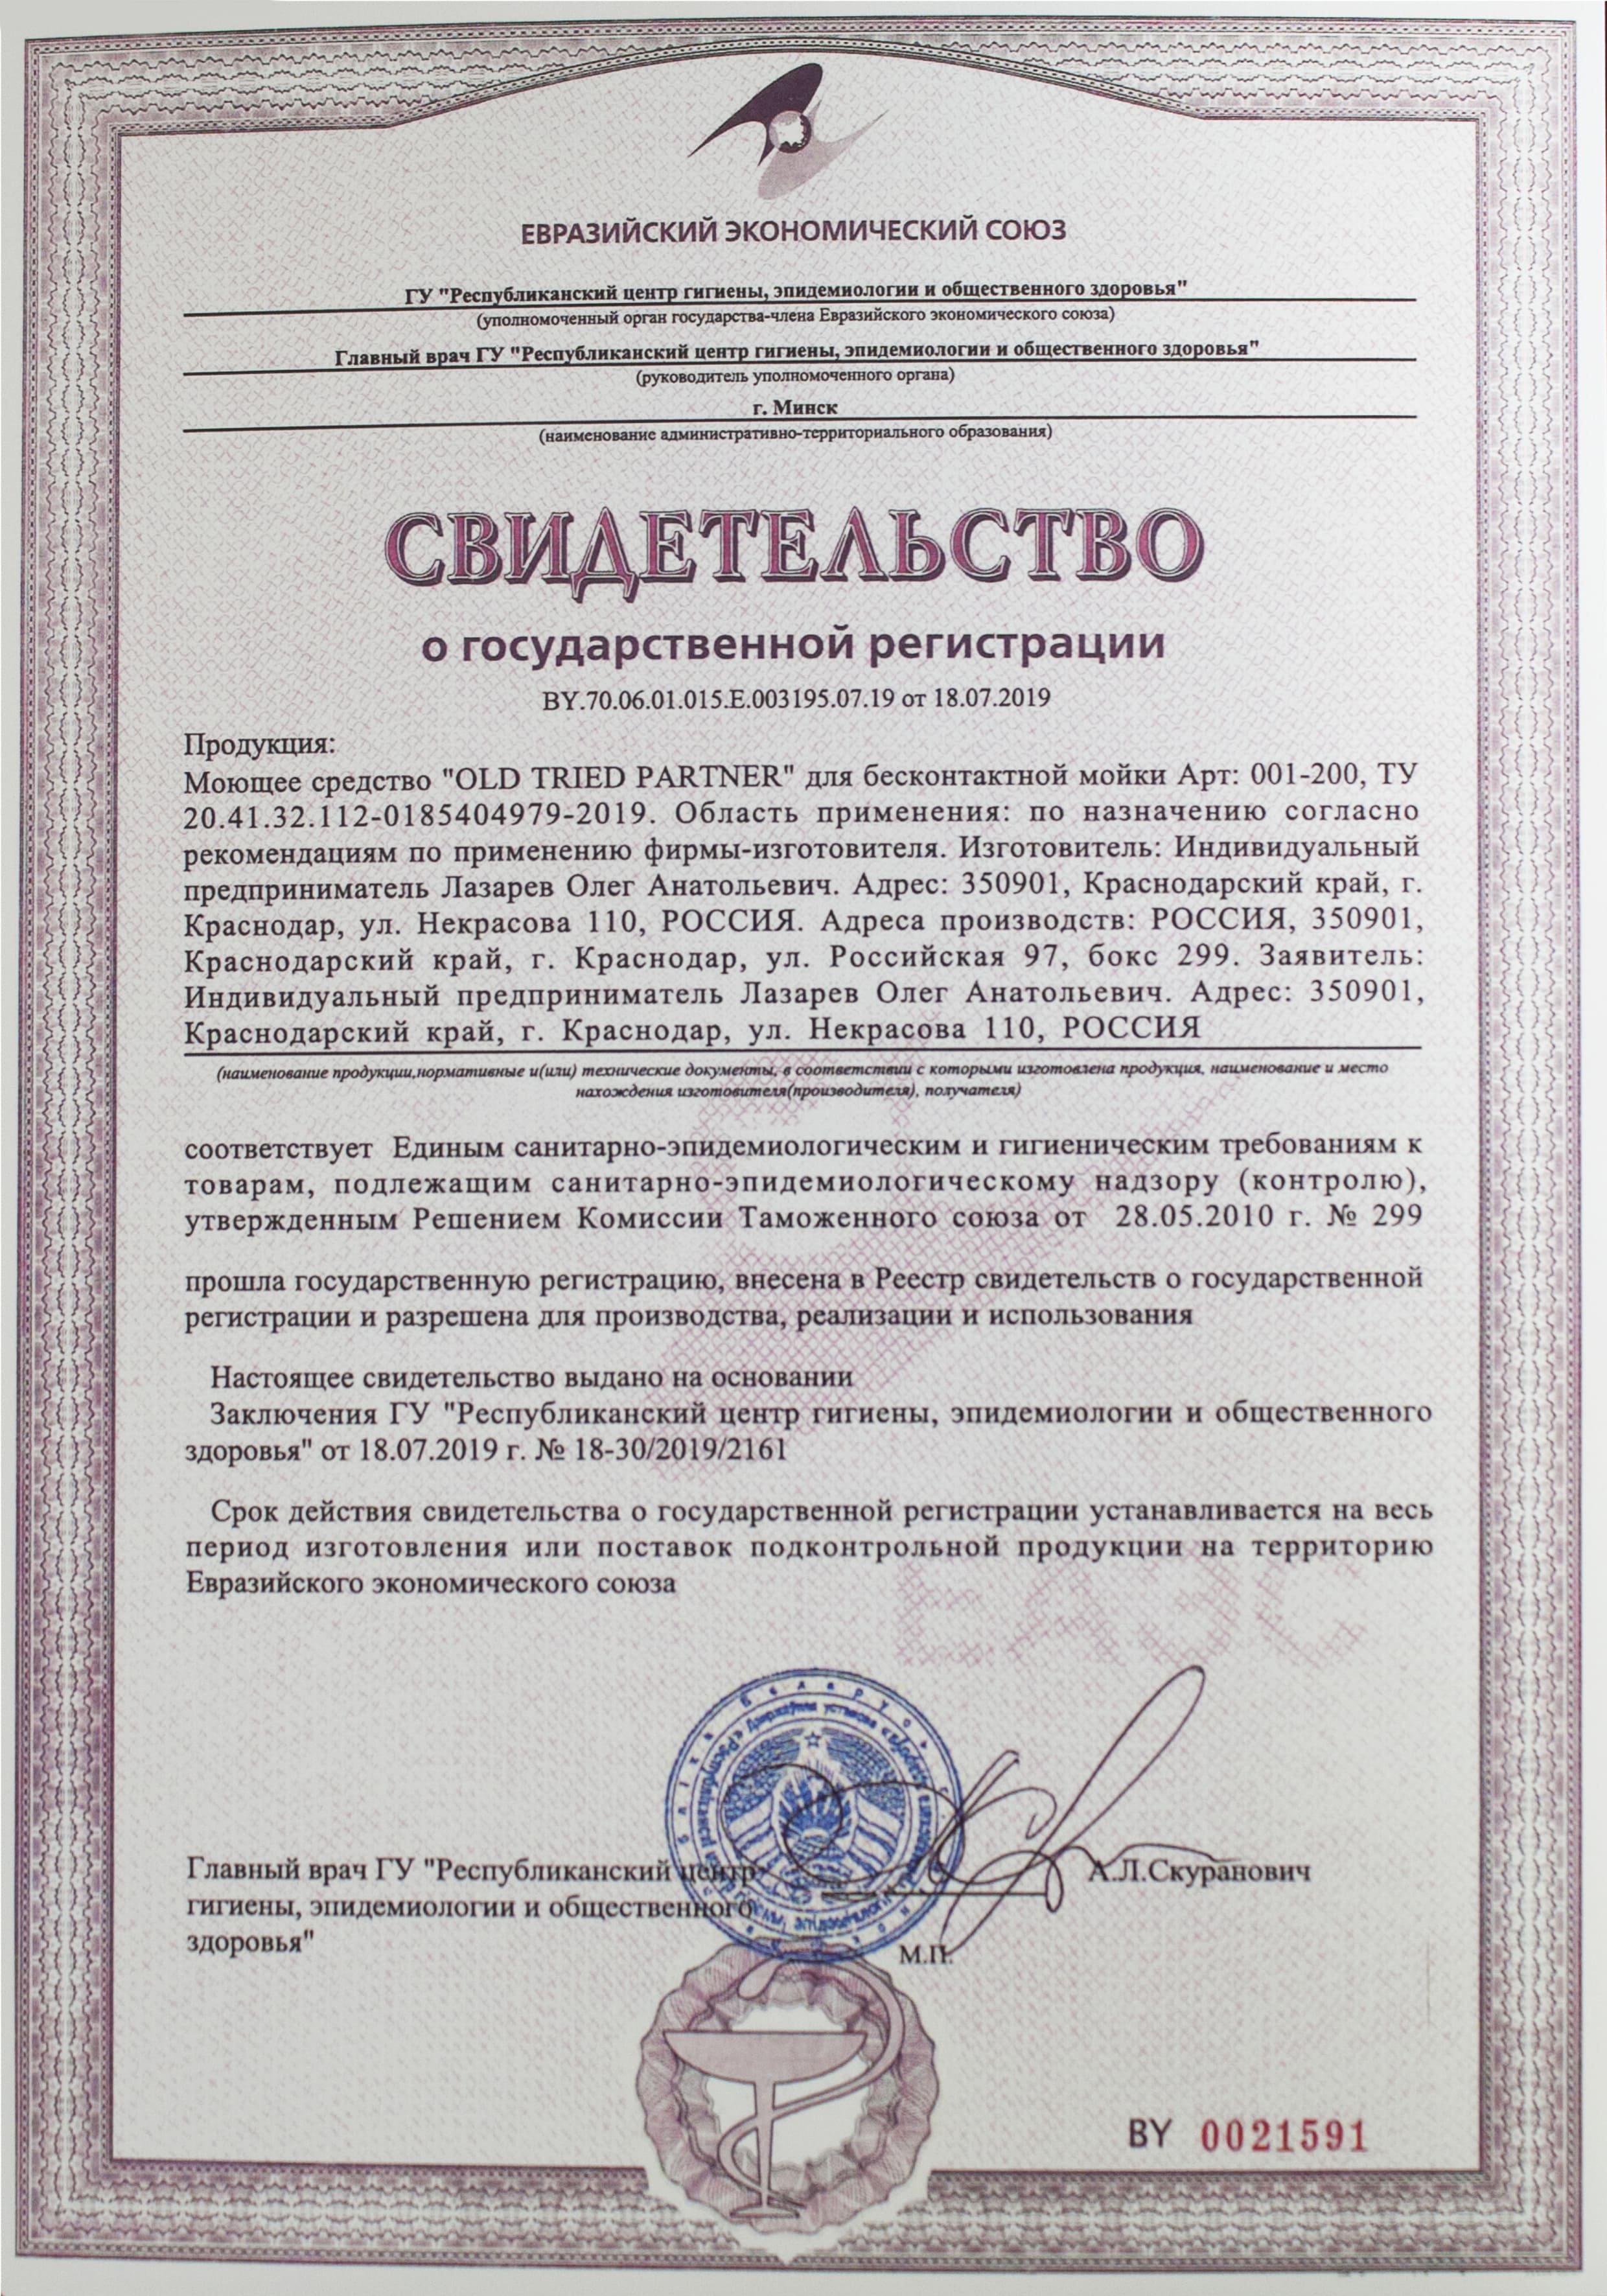 ЕВРАЗИЙСКИЙ ЭКОНОМИЧЕСКИЙ СОЮЗ
ГУ "Республиканский центр гигиены, эпидемиологии и общественного здоровья"
(уполномоченный орган государства-члена Евразийского экономического союза)
Главный врач ГУ "Республиканский центр гигиены, эпидемиологии и общественного здоровья"
(руководитель уполномоченного органа)
г. Минск
(наименование административно-территориального образования)
СВИДЕТЕЛЬСТВО
о государственной регистрации
BY.70.06.01.015.E.003195.07.19 от 18.07.2019
Продукция:
Моющее средство "OLD TRIED PARTNER" для бесконтактной мойки Арт: 001-200, ТУ
20.41.32.112-0185404979-2019. Область применения: по назначению согласно
рекомендациям по применению фирмы-изготовителя. Изготовитель: Индивидуальный
предприниматель Лазарев Олег Анатольевич. Адрес: 350901, Краснодарский край, г.
Краснодар, ул. Некрасова 110, РОССИЯ. Адреса производств: РОССИЯ, 350901,
Краснодарский край, г. Краснодар, ул. Российская 97, бокс 299. Заявитель:
Индивидуальный предприниматель Лазарев Олег Анатольевич. Адрес: 350901,
Краснодарский край, г. Краснодар, ул. Некрасова 110, РОССИЯ
(наименование продукции,нормативные и(или) технические документы, в соответствии с которыми изготовлена продукция, наименование и место
нахождения изготовителя(производителя), получателя)
соответствует Единым санитарно-эпидемиологическим и гигиеническим требованиям к
товарам, подлежащим санитарно-эпидемиологическому надзору (контролю),
утвержденным Решением Комиссии Таможенного союза от 28.05.2010 г. № 299
прошла государственную регистрацию, внесена в Реестр свидетельств о государственной
регистрации и разрешена для производства, реализации и использования
Настоящее свидетельство выдано на основании
Заключения ГУ "Республиканский центр гигиены, эпидемиологии и общественного
здоровья" от 18.07.2019 г. № 18-30/2019/2161
Срок действия свидетельства о государственной регистрации устанавливается на весь
период изготовления или поставок подконтрольной продукции на территорию
Евразийского экономического союза
Главный врач ГУ "Республиканский центр
гигиены, эпидемиологии и общественного
здоровья"
А.Л.Скуранович
М.П.
BY 0021591